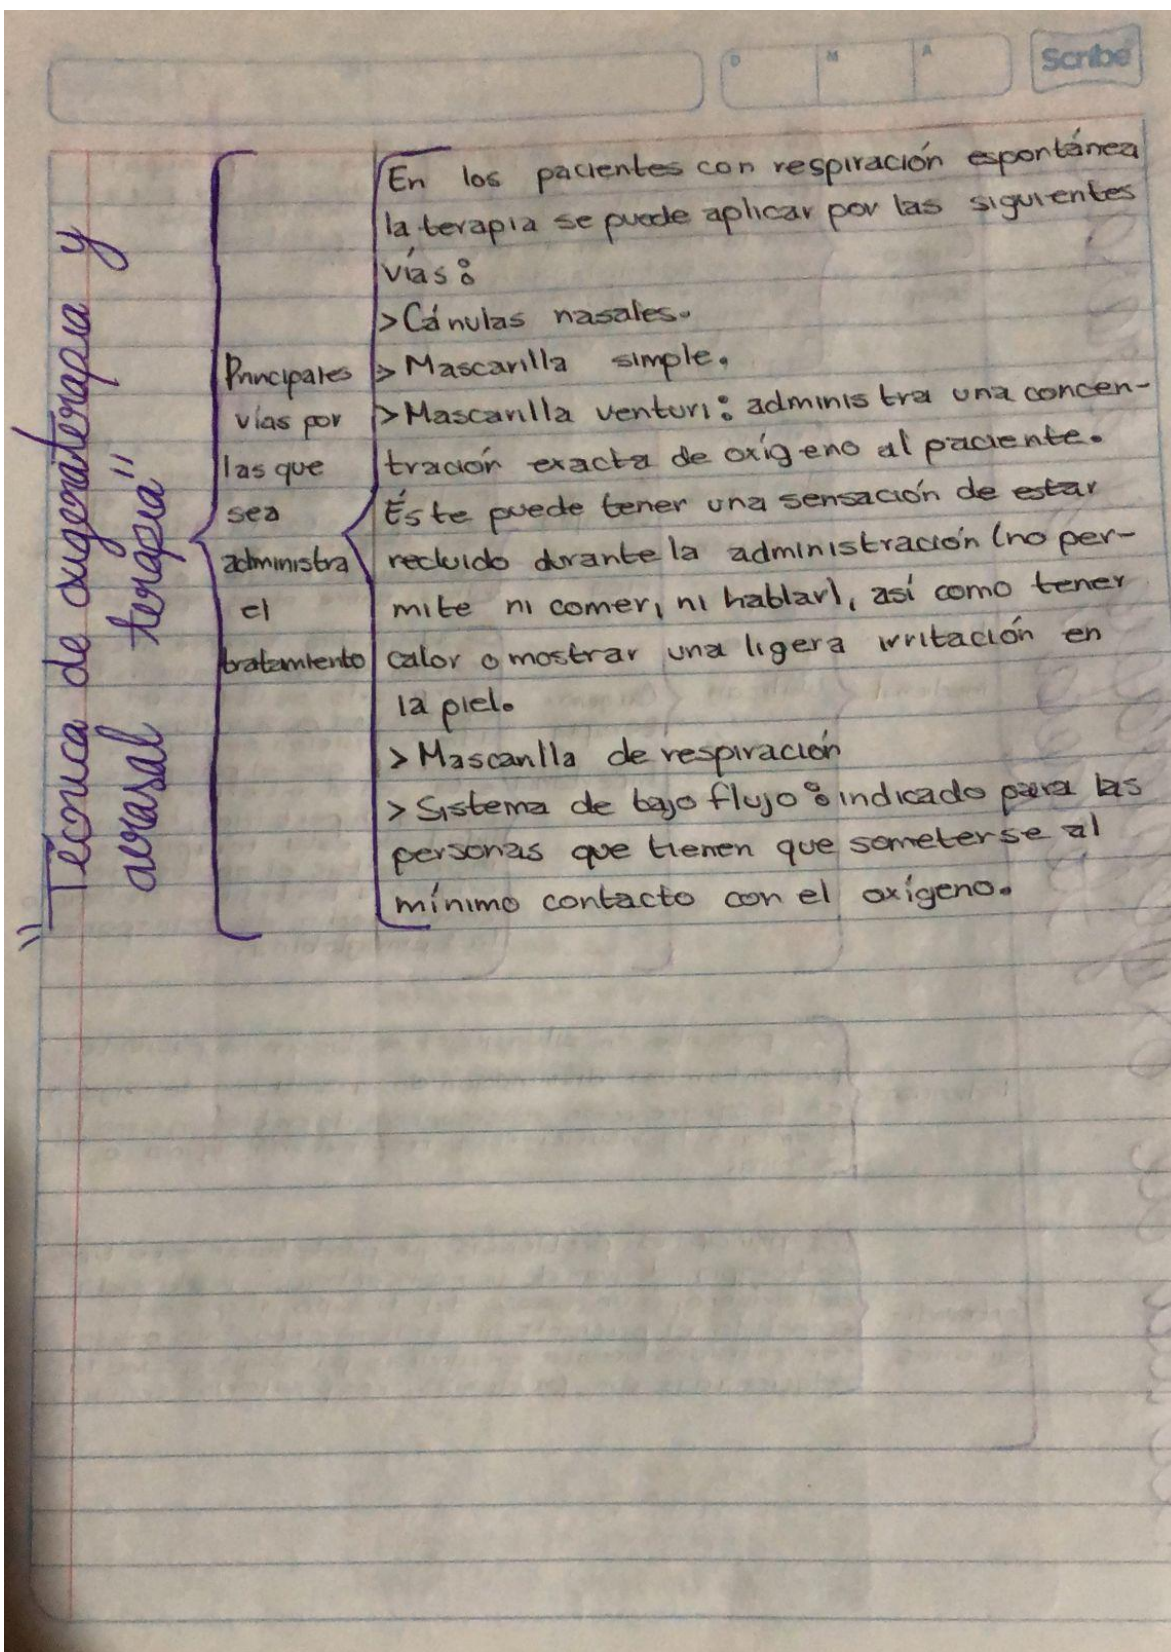 Scribe
D M A
"Técnica de oxigenoterapia y
aerosol terapia"
Principales
vías por
las que
sea
administra
el
tratamiento
En los pacientes con respiración espontánea
la terapia se puede aplicar por las siguientes
vías:
>Cánulas nasales.
> Mascarilla simple.
>Mascarilla venturi: administra una concen-
tración exacta de oxígeno al paciente.
Éste puede tener una sensación de estar
recluido durante la administración (no per-
mite ni comer, ni hablar), así como tener
calor o mostrar una ligera irritación en
la piel.
> Mascarilla de respiración
> Sistema de bajo flujo: indicado para las
personas que tienen que someterse al
mínimo contacto con el oxígeno.